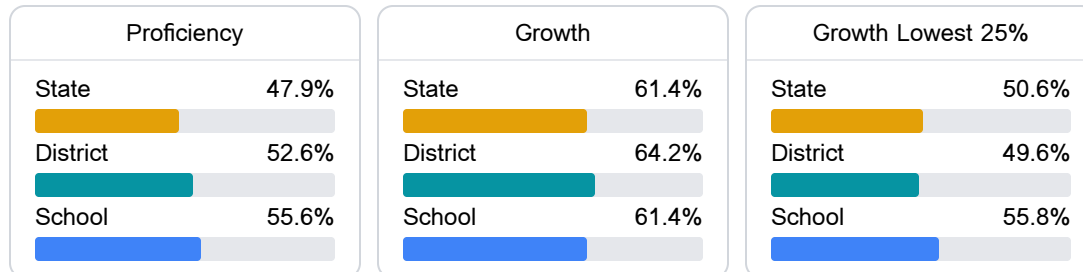 Proficiency
State 47.9%
District 52.6%
School 55.6%
Growth
State 61.4%
District 64.2%
School 61.4%
Growth Lowest 25%
State 50.6%
District 49.6%
School 55.8%